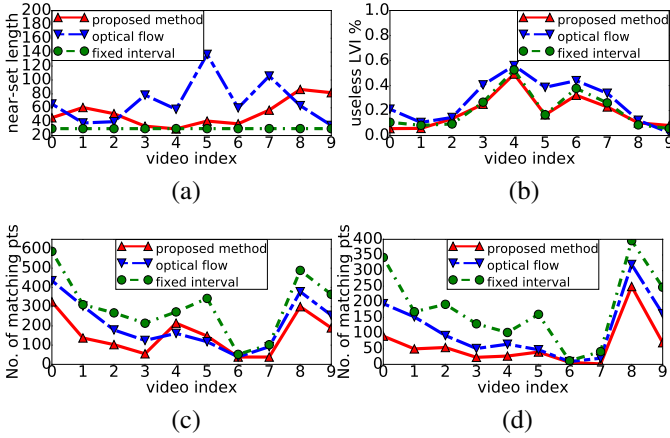 near-set length
200
180
160
140
120
100
80
60
40
20
proposed method
optical flow
fixed interval
0 1 2 3 4 5 6 7 8 9
video index
(a)
useless LVI %
1.0
0.8
0.6
0.4
0.2
0.0
proposed method
optical flow
fixed interval
0 1 2 3 4 5 6 7 8 9
video index
(b)
No. of matching pts
600
500
400
300
200
100
0
proposed method
optical flow
fixed interval
0 1 2 3 4 5 6 7 8 9
video index
(c)
No. of matching pts
400
350
300
250
200
150
100
50
0
proposed method
optical flow
fixed interval
0 1 2 3 4 5 6 7 8 9
video index
(d)